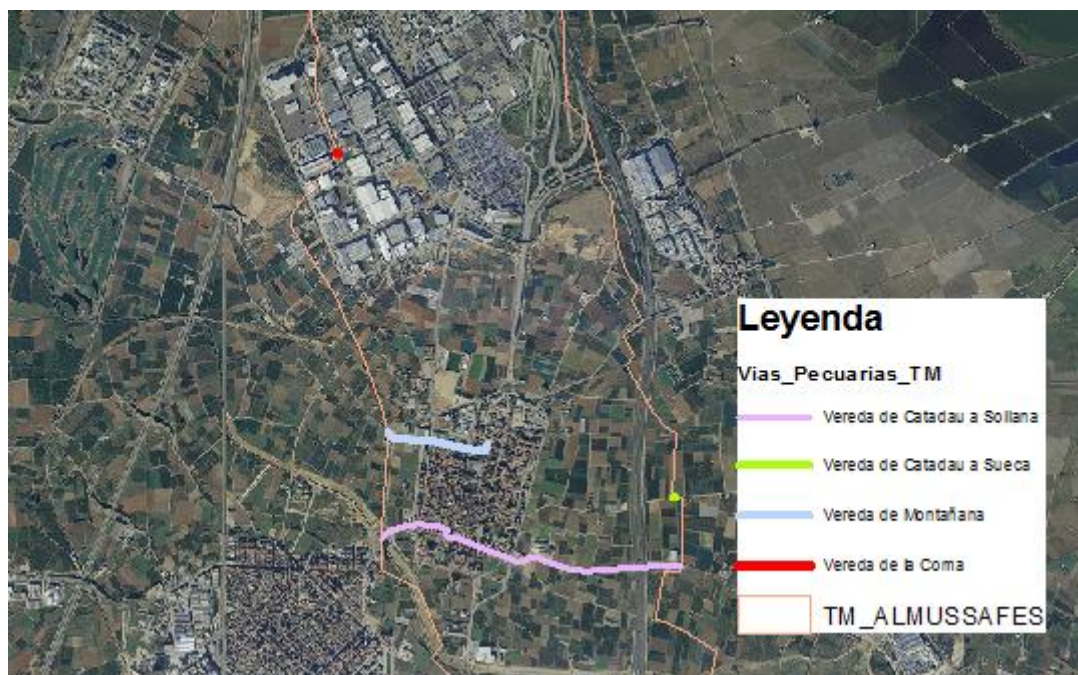 Leyenda
Vias_Pecuarias_TM
Vereda de Catadau a Sollana
Vereda de Catadau a Sueca
Vereda de Montañana
Vereda de la Coma
TM_ALMUSSAFES